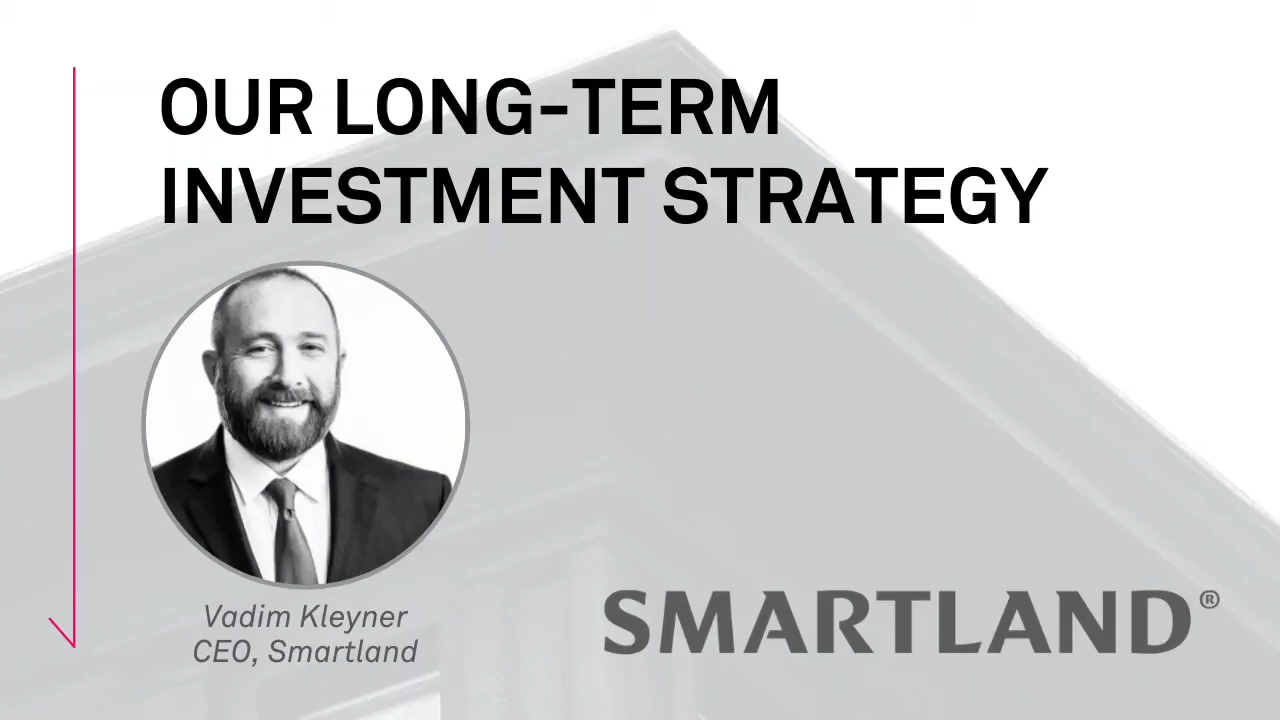 OUR LONG-TERM
INVESTMENT STRATEGY
Vadim Kleyner
CEO, Smartland
SMARTLAND®